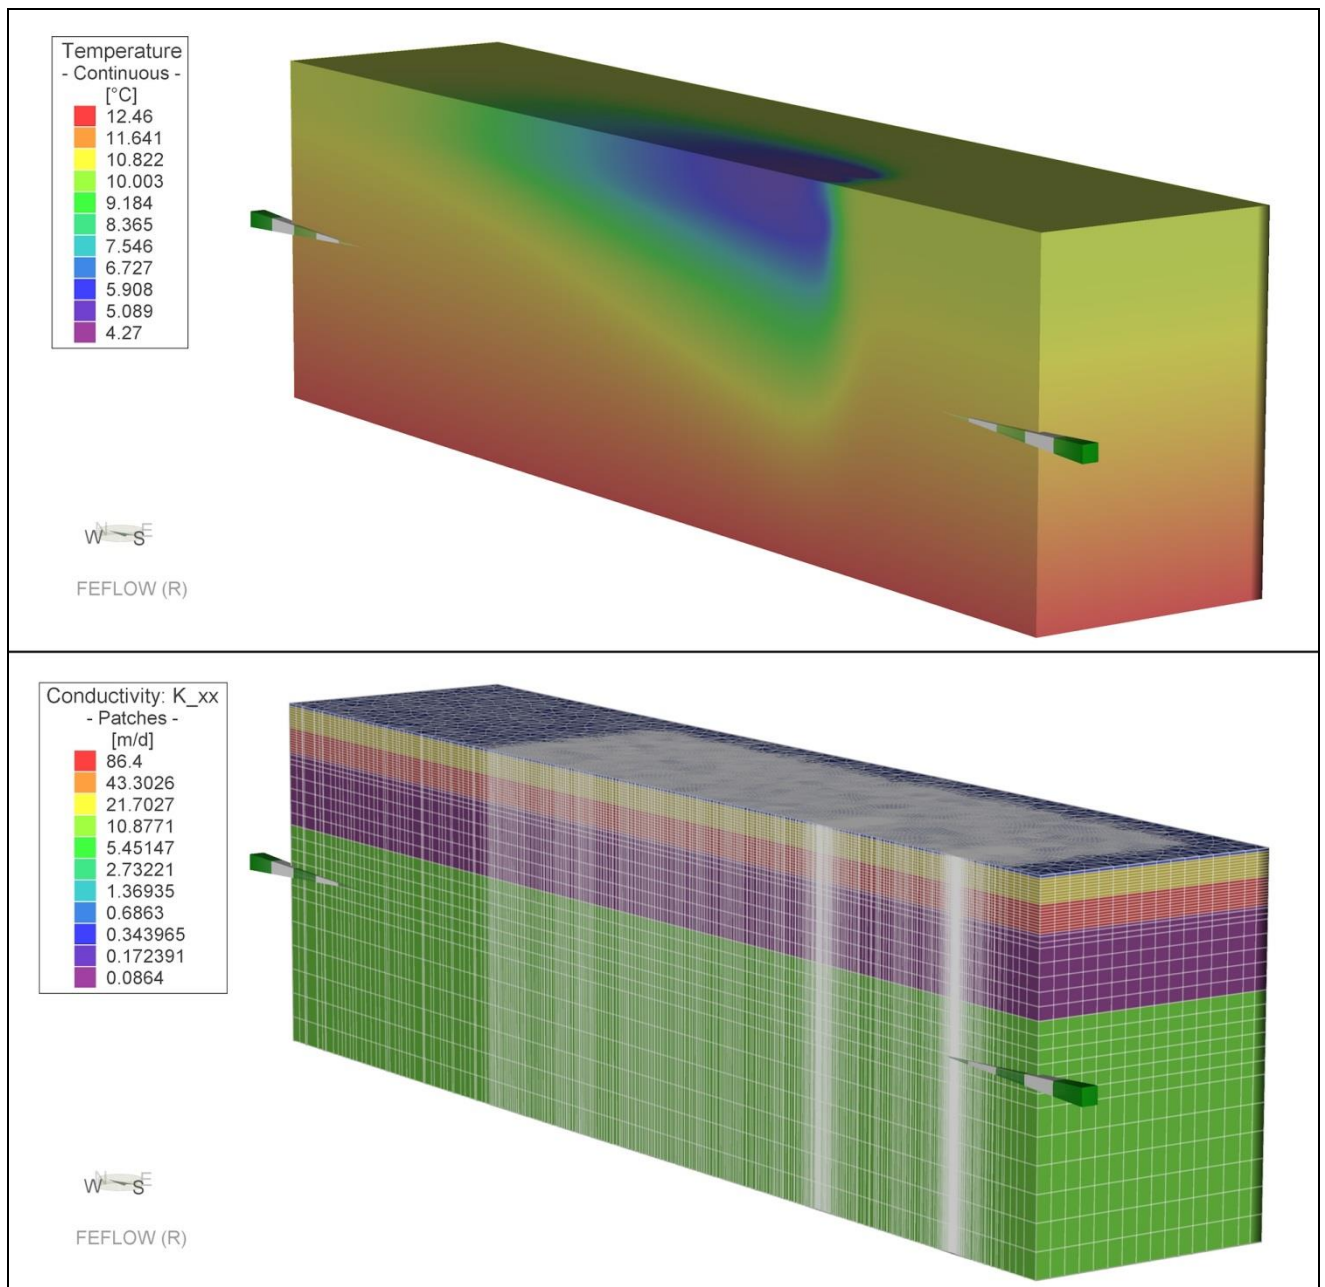 Temperature
- Continuous -
[°C]
12.46
11.641
10.822
10.003
9.184
8.365
7.546
6.727
5.908
5.089
4.27
N E
W S
FEFLOW (R)
Conductivity: K_xx
- Patches -
[m/d]
86.4
43.3026
21.7027
10.8771
5.45147
2.73221
1.36935
0.6863
0.343965
0.172391
0.0864
N E
W S
FEFLOW (R)